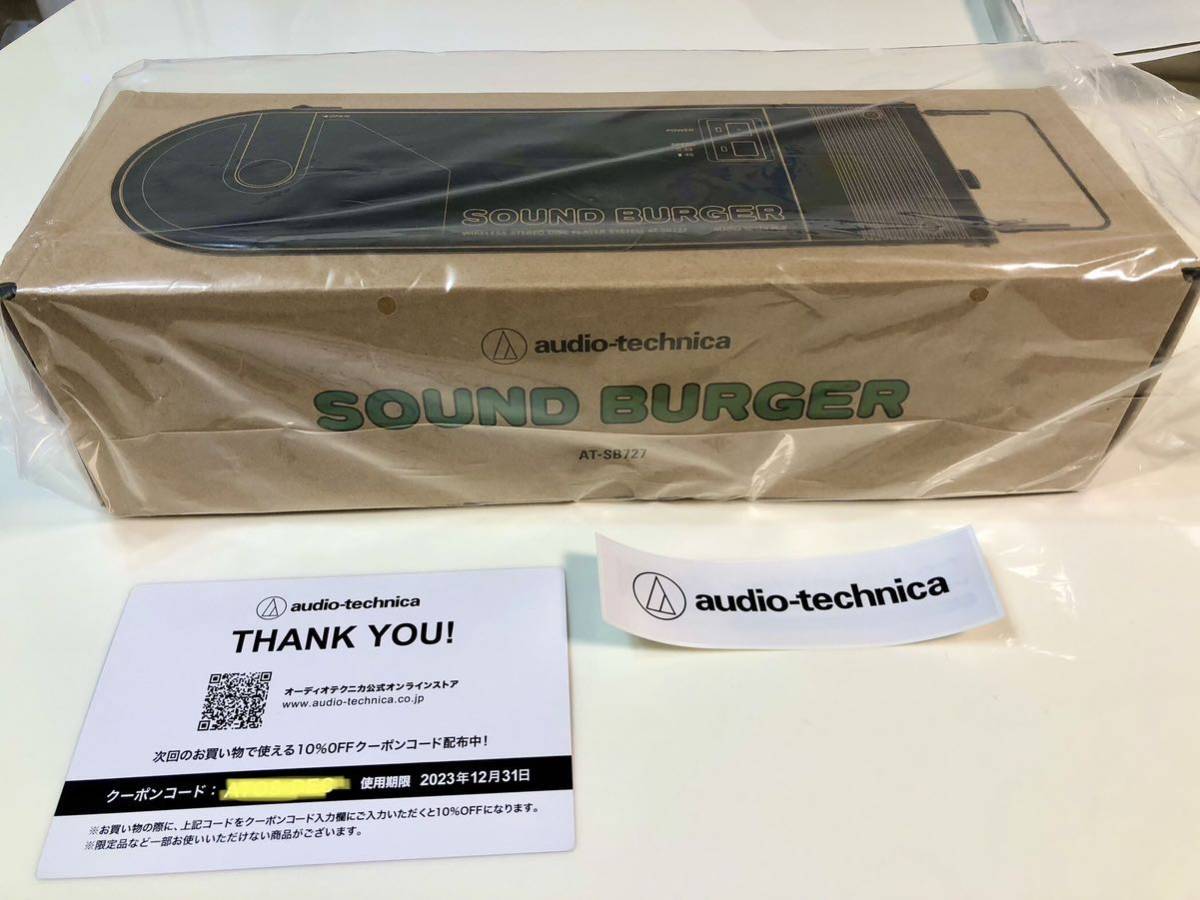 POWER
SOUND BURGER
WIRELESS STEREO DISC PLAYER SYSTEM AT-SB727
audio-technica
SOUND BURGER
AT-SB727
audio-technica
audio-technica
THANK YOU!
オーディオテクニカ公式オンラインストア
www.audio-technica.co.jp
次回のお買い物で使える10%OFFクーポンコード配布中!
クーポンコード: 使用期限 2023年12月31日
※お買い物の際に、上記コードをクーポンコード入力欄にご入力いただくと10%OFFになります。
※限定品など一部お使いいただけない商品がございます。